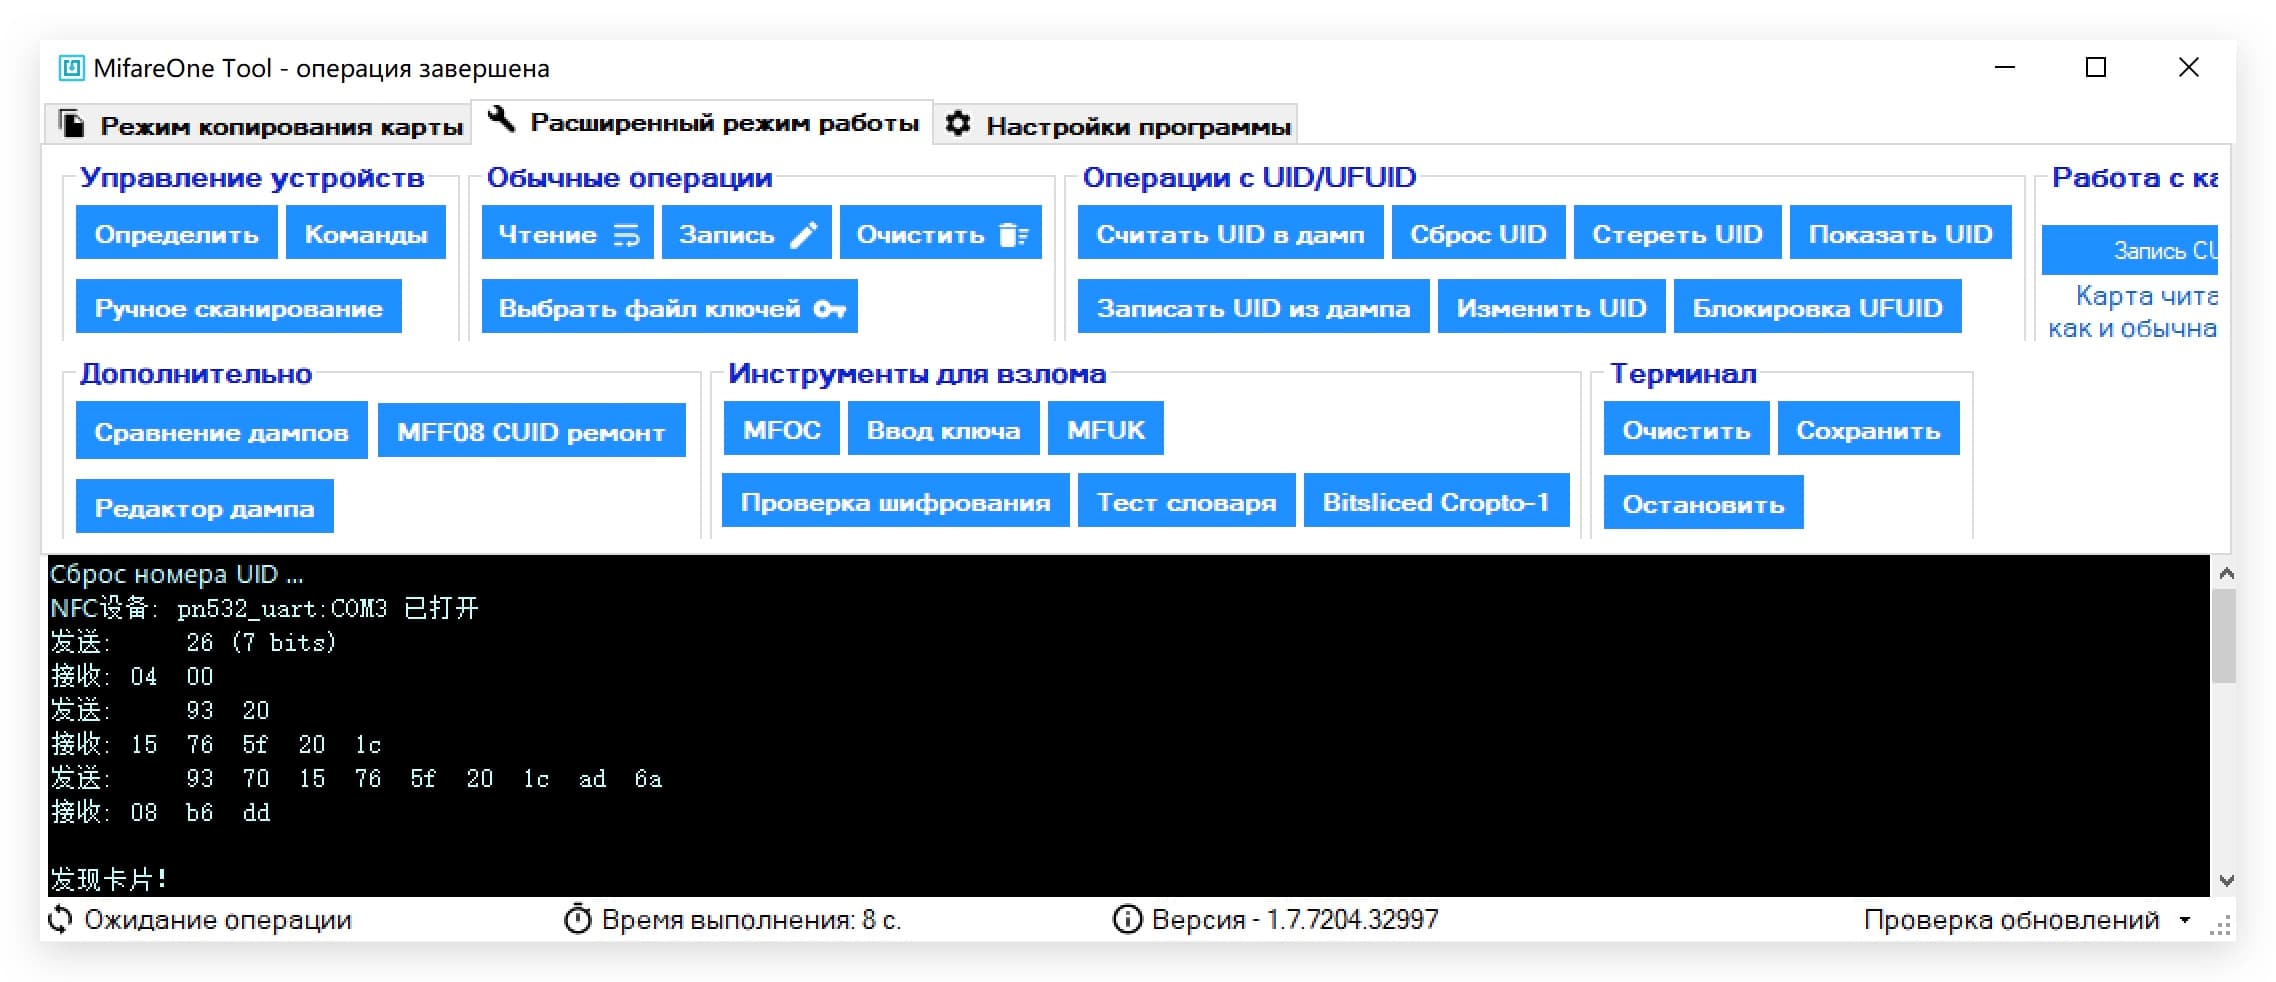 MifareOne Tool - операция завершена
Режим копирования карты
Расширенный режим работы
Настройки программы
Управление устройств
Обычные операции
Операции с UID/UFUID
Работа с ка
Определить
Команды
Чтение
Запись
Очистить
Считать UID в дамп
Сброс UID
Стереть UID
Показать UID
Запись CU
Ручное сканирование
Выбрать файл ключей
Записать UID из дампа
Изменить UID
Блокировка UFUID
Карта чита
как и обычна
Дополнительно
Инструменты для взлома
Терминал
Сравнение дампов
MFF08 CUID ремонт
MFOC
Ввод ключа
MFUK
Очистить
Сохранить
Редактор дампа
Проверка шифрования
Тест словаря
Bitsliced Cropto-1
Остановить
Сброс номера UID ...
NFC设备: pn532_uart:COM3 已打开
发送: 26 (7 bits)
接收: 04 00
发送: 93 20
接收: 15 76 5f 20 1c
发送: 93 70 15 76 5f 20 1c ad 6a
接收: 08 b6 dd
发现卡片!
Ожидание операции
Время выполнения: 8 с.
Версия - 1.7.7204.32997
Проверка обновлений